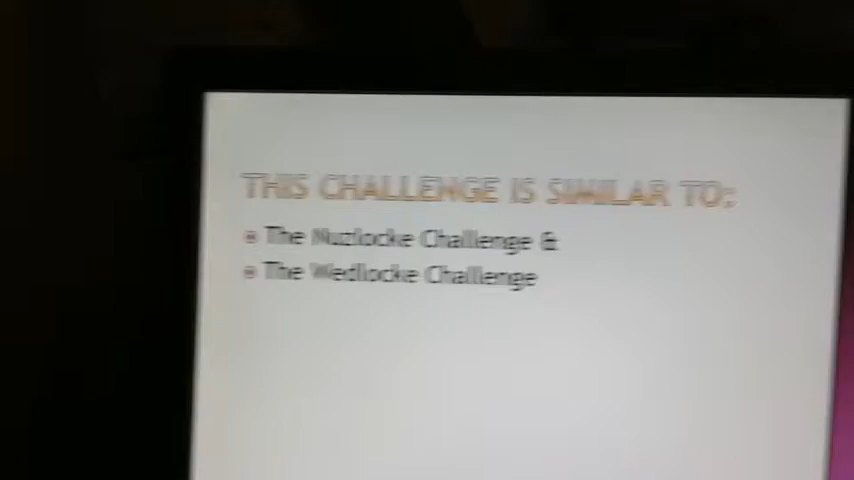 THIS CHALLENGE IS SIMILAR TO:
The Nuzlocke Challenge &
The Wedlocke Challenge